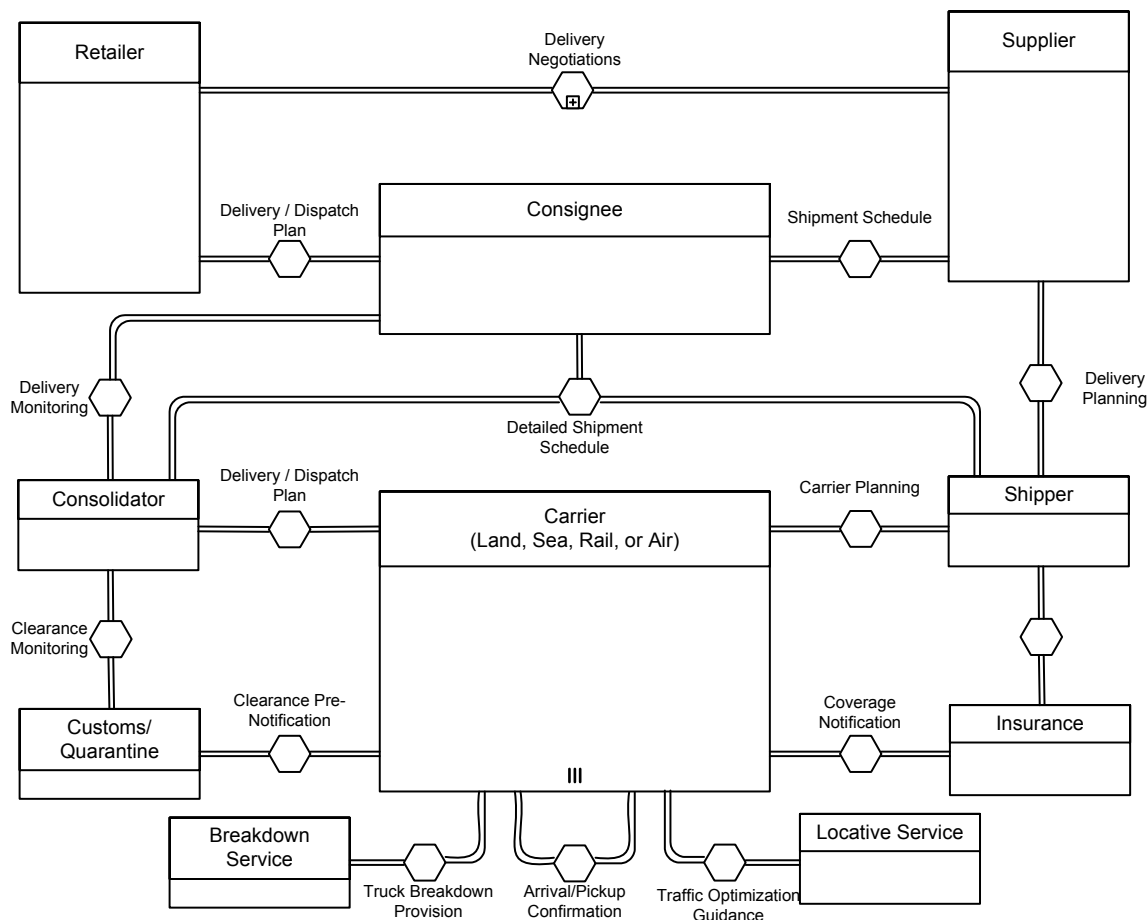 Retailer
Delivery
Negotiations
Supplier
Delivery / Dispatch
Plan
Consignee
Shipment Schedule
Delivery
Monitoring
Detailed Shipment
Schedule
Delivery
Planning
Consolidator
Delivery / Dispatch
Plan
Carrier
(Land, Sea, Rail, or Air)
Carrier Planning
Shipper
Clearance
Monitoring
Customs/
Quarantine
Clearance Pre-
Notification
Coverage
Notification
Insurance
Breakdown
Service
Truck Breakdown
Provision
Arrival/Pickup
Confirmation
Traffic Optimization
Guidance
Locative Service